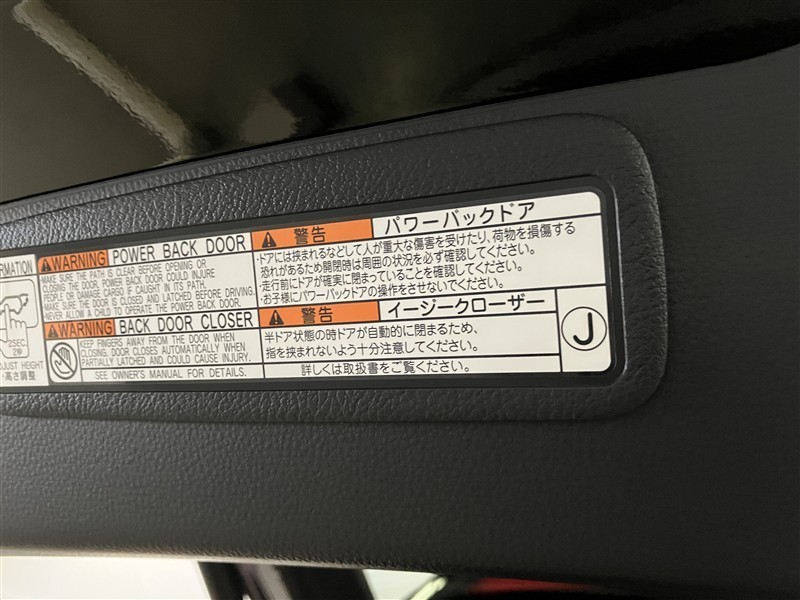 RMATION
2SEC.
2秒
DJUST HEIGHT
高さ調整
WARNING POWER BACK DOOR
MAKE SURE THE PATH IS CLEAR BEFORE OPENING OR
CLOSING THE DOOR. POWER BACK DOOR COULD INJURE
PEOPLE OR DAMAGE CARGO IF CAUGHT IN ITS PATH.
MAKE SURE THE DOOR IS CLOSED AND LATCHED BEFORE DRIVING.
NEVER ALLOW A CHILD TO OPERATE THE POWER BACK DOOR.
WARNING BACK DOOR CLOSER
KEEP FINGERS AWAY FROM THE DOOR WHEN
CLOSING. DOOR CLOSES AUTOMATICALLY WHEN
PARTIALLY LATCHED AND COULD CAUSE INJURY.
SEE OWNER'S MANUAL FOR DETAILS.
警告 パワーバックドア
・ドアには挟まれるなどして人が重大な傷害を受けたり、荷物を損傷する
恐れがあるため開閉時は周囲の状況を必ず確認してください。
・走行前にドアが確実に閉まっていることを確認してください。
・お子様にパワーバックドアの操作をさせないでください。
警告 イージークローザー
半ドア状態の時ドアが自動的に閉まるため、
指を挟まれないよう十分注意してください。
詳しくは取扱書をご覧ください。
J